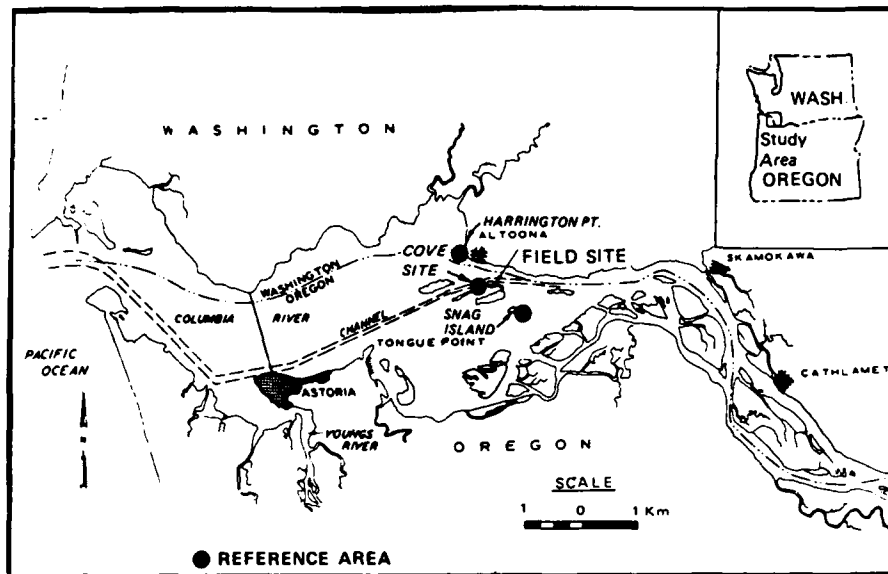 WASHINGTON
WASH
Study
Area
OREGON
HARRINGTON PT.
ALTOONA
COVE
SITE
FIELD SITE
SKAMOKAWA
WASHINGTON
OREGON
COLUMBIA
RIVER
CHANNEL
SNAG
ISLAND
TONGUE POINT
PACIFIC
OCEAN
ASTORIA
CATHLAMET
YOUNGS
RIVER
OREGON
SCALE
1 0 1 Km
REFERENCE AREA